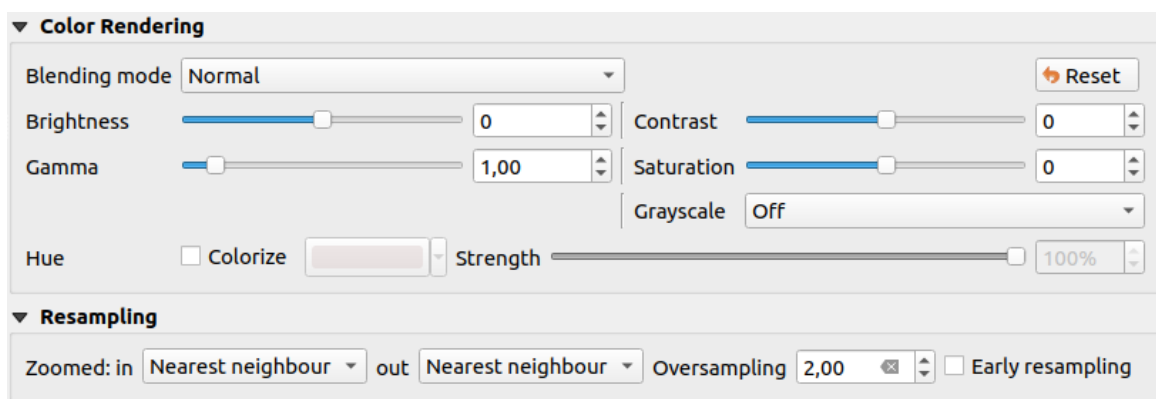 Color Rendering
Blending mode Normal Reset
Brightness 0 Contrast 0
Gamma 1,00 Saturation 0
Grayscale Off
Hue Colorize Strength 100%
Resampling
Zoomed: in Nearest neighbour out Nearest neighbour Oversampling 2,00 Early resampling